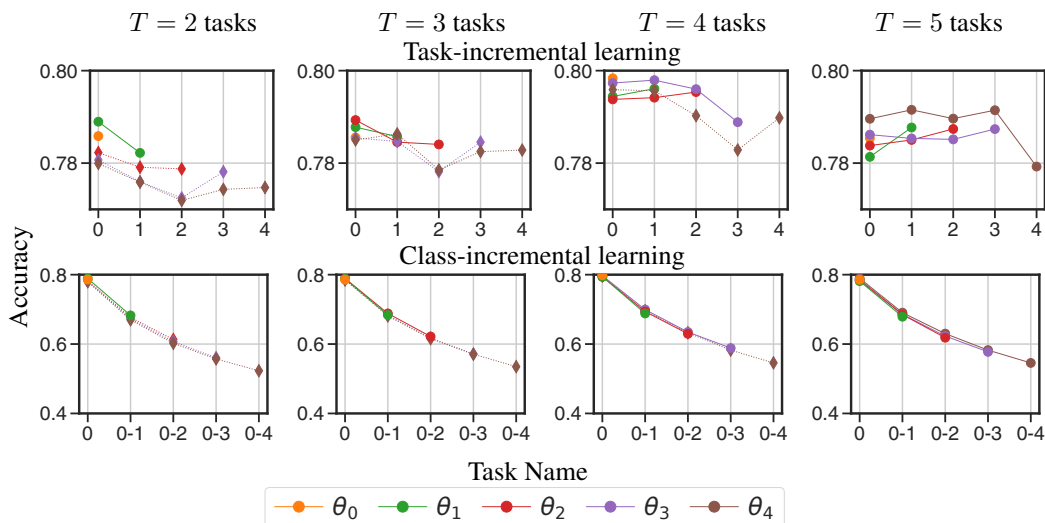 T = 2 tasks T = 3 tasks T = 4 tasks T = 5 tasks
Task-incremental learning
0.80 0.80 0.80 0.80
0.78 0.78 0.78 0.78
0 1 2 3 4 0 1 2 3 4 0 1 2 3 4 0 1 2 3 4
Accuracy
Class-incremental learning
0.8 0.8 0.8 0.8
0.6 0.6 0.6 0.6
0.4 0.4 0.4 0.4
0 0-1 0-2 0-3 0-4 0 0-1 0-2 0-3 0-4 0 0-1 0-2 0-3 0-4 0 0-1 0-2 0-3 0-4
Task Name
θ0 θ1 θ2 θ3 θ4